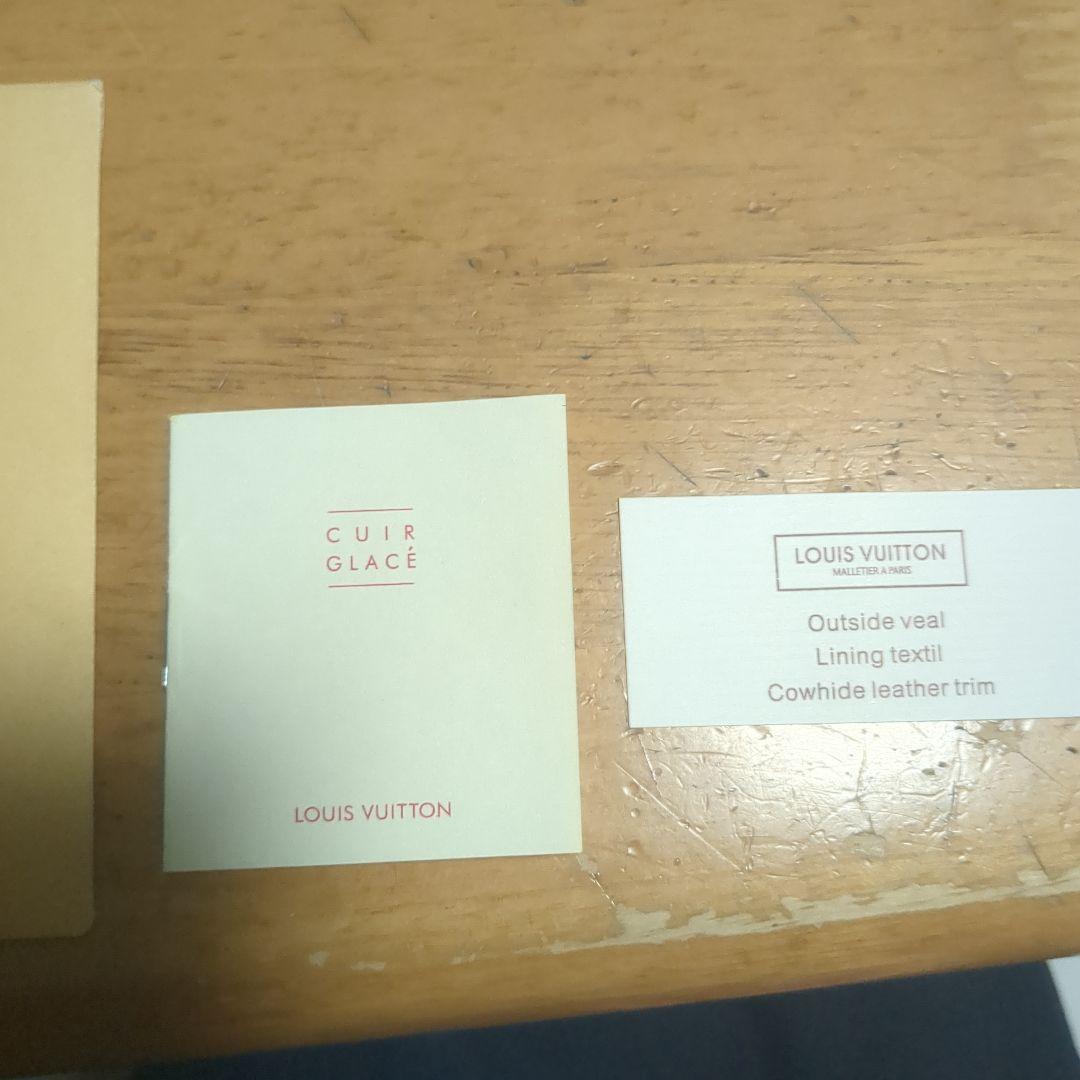 CUIR
GLACÉ
LOUIS VUITTON
LOUIS VUITTON
MALLETIER A PARIS
Outside veal
Lining textil
Cowhide leather trim